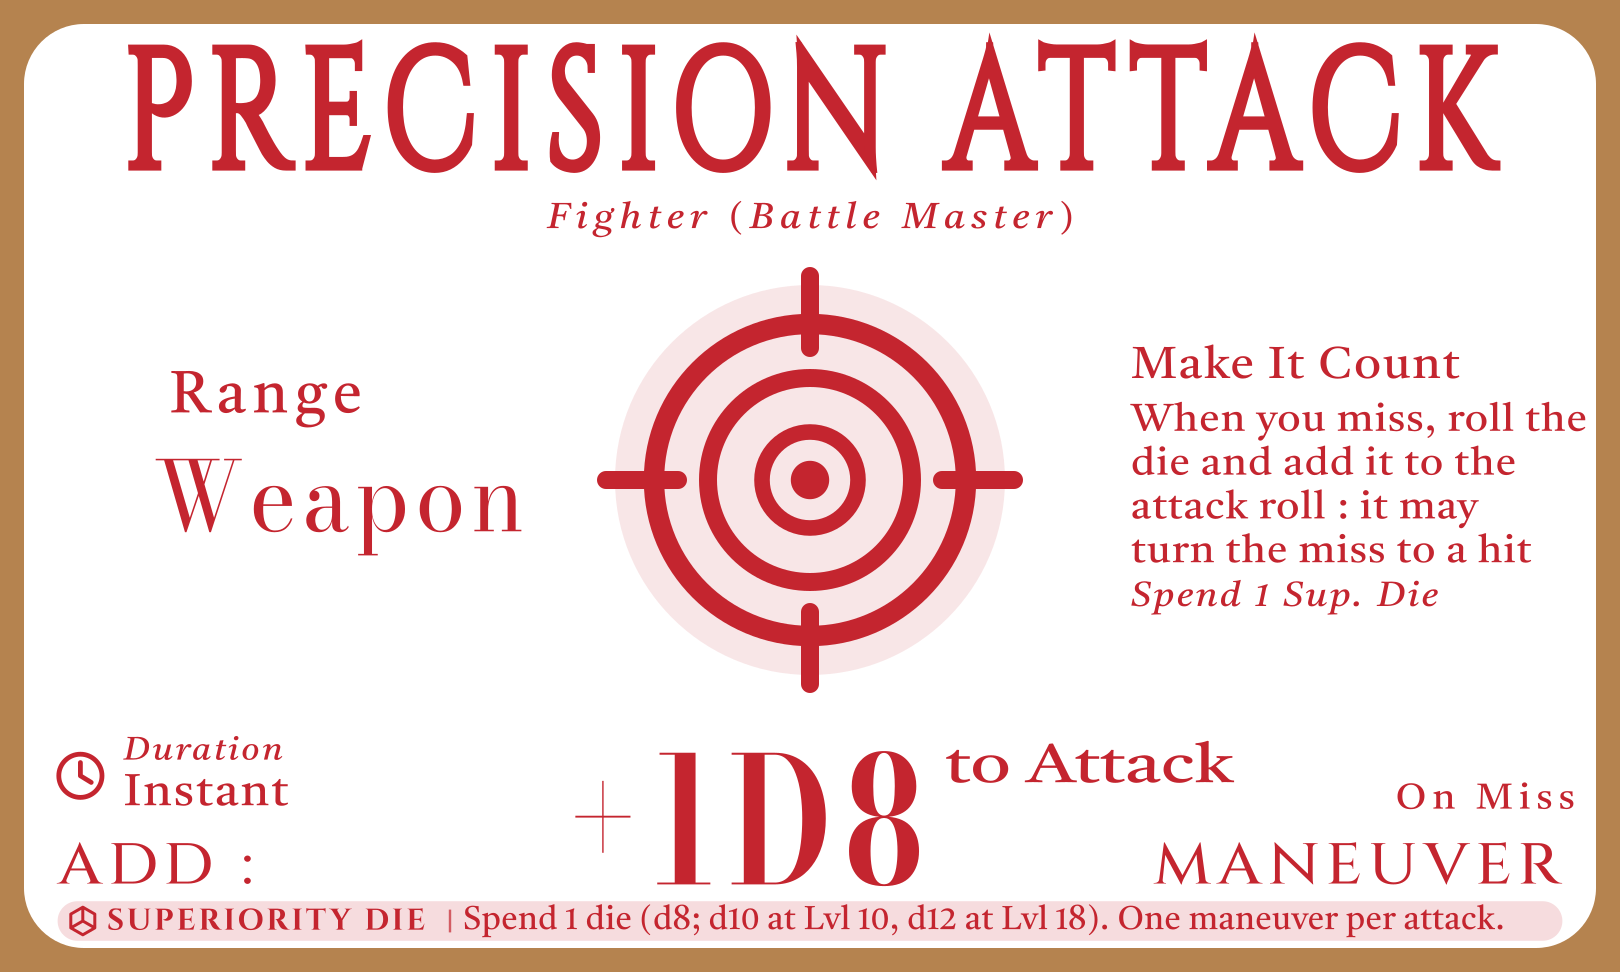 PRECISION ATTACK
Fighter (Battle Master)
Range
Weapon
Make It Count
When you miss, roll the
die and add it to the
attack roll : it may
turn the miss to a hit
Spend 1 Sup. Die
Duration
Instant
ADD :
+1D8 to Attack
On Miss
MANEUVER
SUPERIORITY DIE | Spend 1 die (d8; d10 at Lvl 10, d12 at Lvl 18). One maneuver per attack.